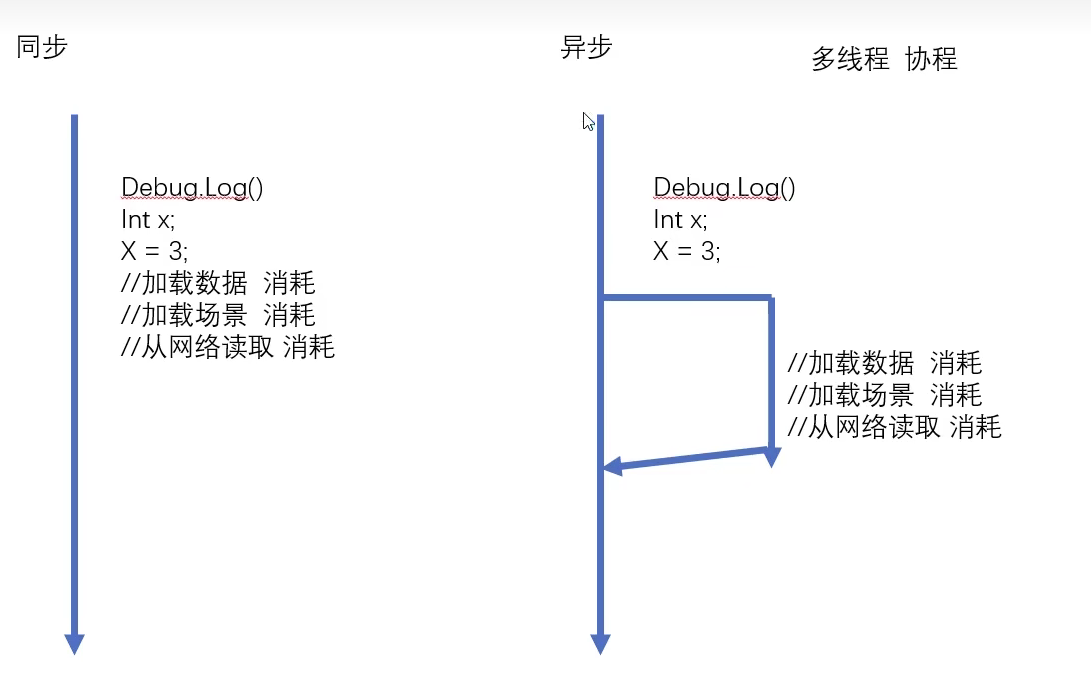 同步
Debug.Log()
Int x;
X = 3;
//加载数据 消耗
//加载场景 消耗
//从网络读取 消耗
异步
多线程 协程
Debug.Log()
Int x;
X = 3;
//加载数据 消耗
//加载场景 消耗
//从网络读取 消耗